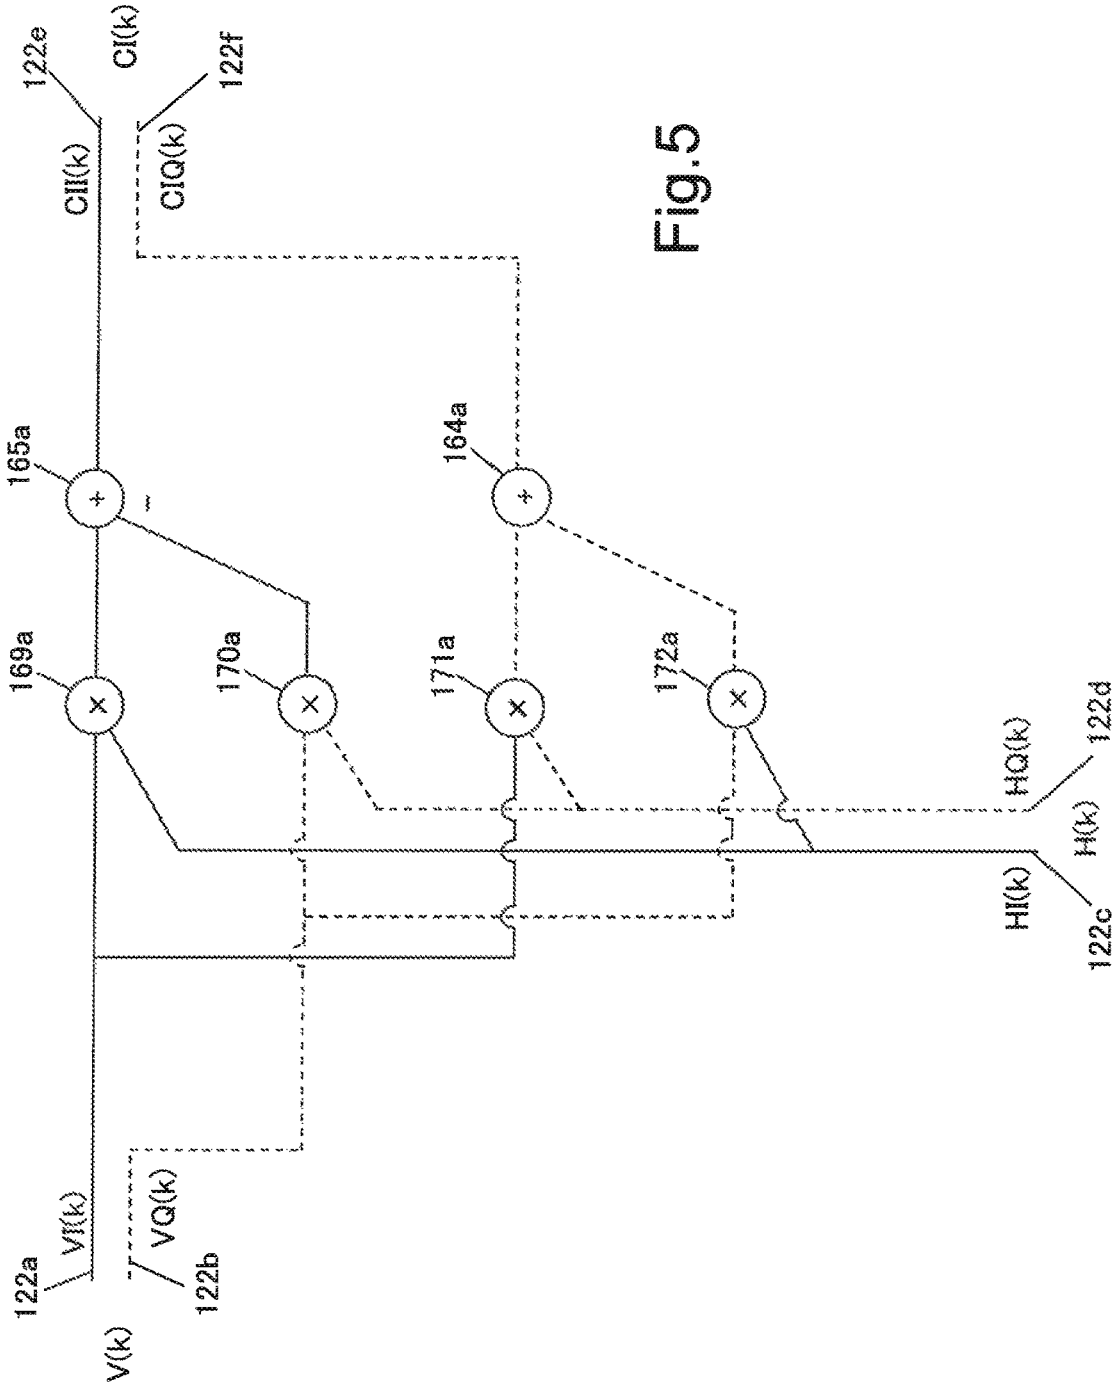 122a
169a
165a
122e
VI(k)
CII(k)
×
+
V(k)
CI(k)
−
VQ(k)
CIQ(k)
122b
170a
122f
×
171a
164a
×
+
172a
Fig.5
×
HI(k)
HQ(k)
H(k)
122c
122d